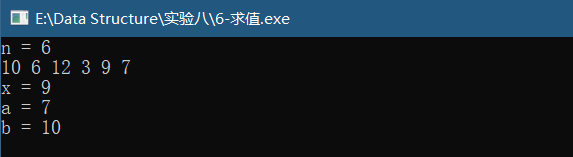 E:\Data Structure\实验八\6-求值.exe
n = 6
10 6 12 3 9 7
x = 9
a = 7
b = 10